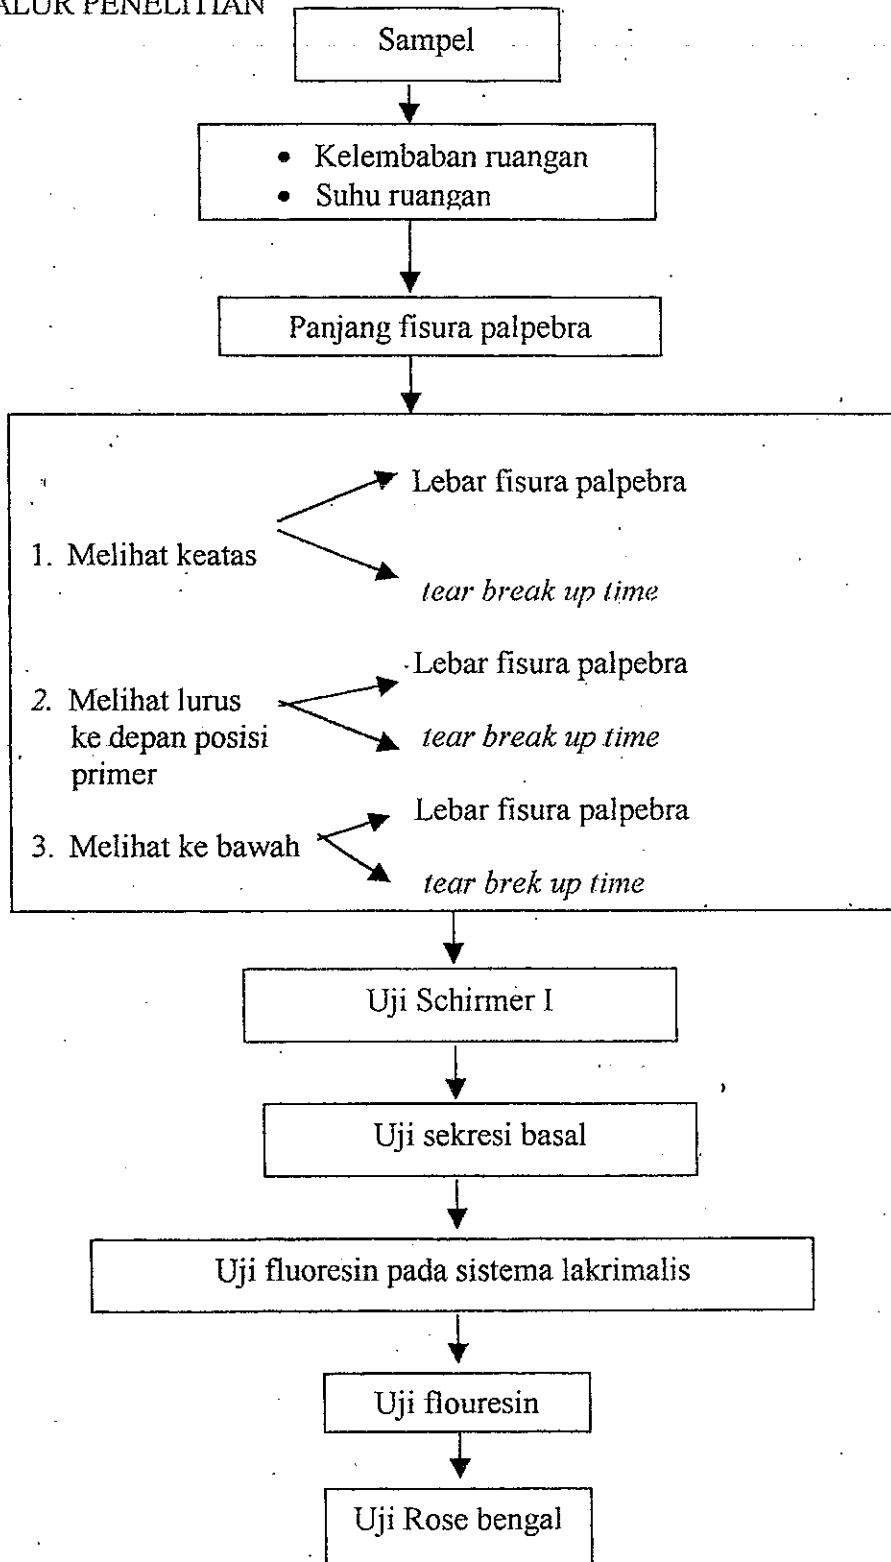 ALUR PENELITIAN
Sampel
• Kelembaban ruangan
• Suhu ruangan
Panjang fisura palpebra
Lebar fisura palpebra
1. Melihat keatas
tear break up time
Lebar fisura palpebra
2. Melihat lurus
ke depan posisi
primer
tear break up time
Lebar fisura palpebra
3. Melihat ke bawah
tear brek up time
Uji Schirmer I
Uji sekresi basal
Uji fluoresin pada sistema lakrimalis
Uji flouresin
Uji Rose bengal